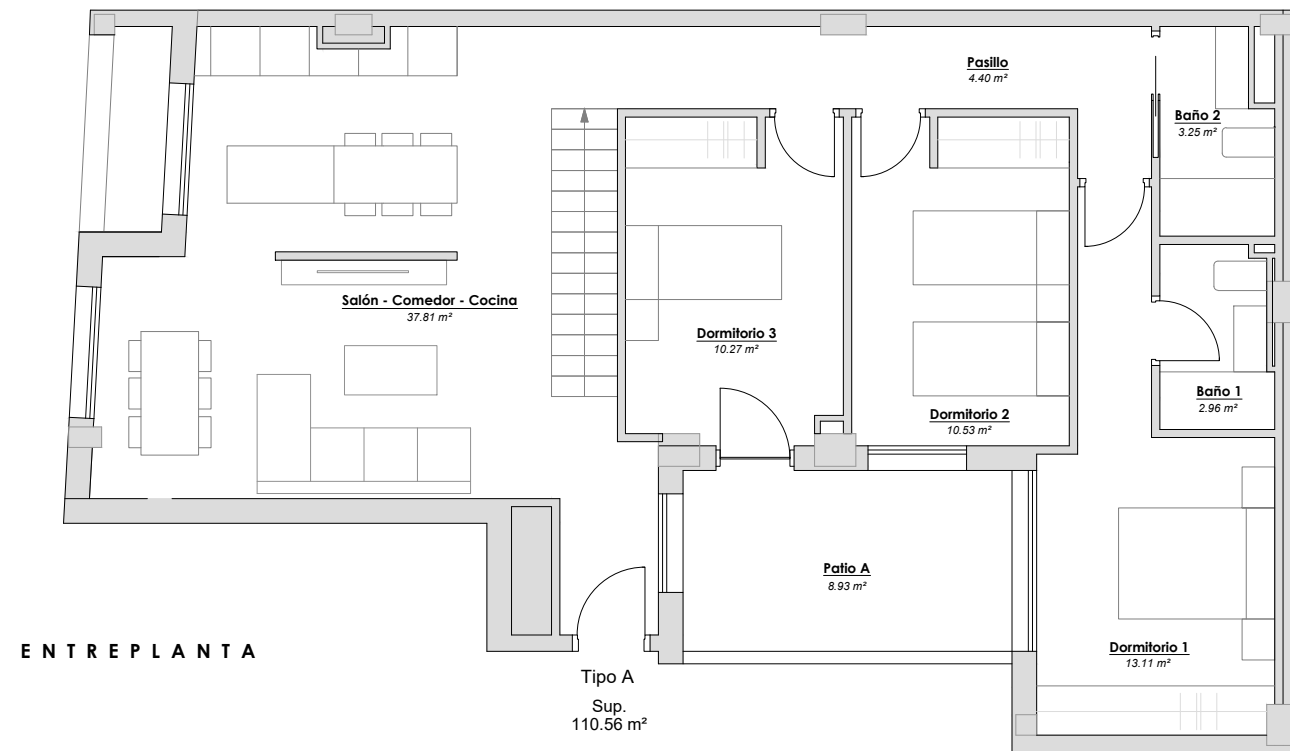 Pasillo
4.40 m²
Baño 2
3.25 m²
Salón - Comedor - Cocina
37.81 m²
Dormitorio 3
10.27 m²
Dormitorio 2
10.53 m²
Baño 1
2.96 m²
Patio A
8.93 m²
Dormitorio 1
13.11 m²
ENTREPLANTA
Tipo A
Sup.
110.56 m²